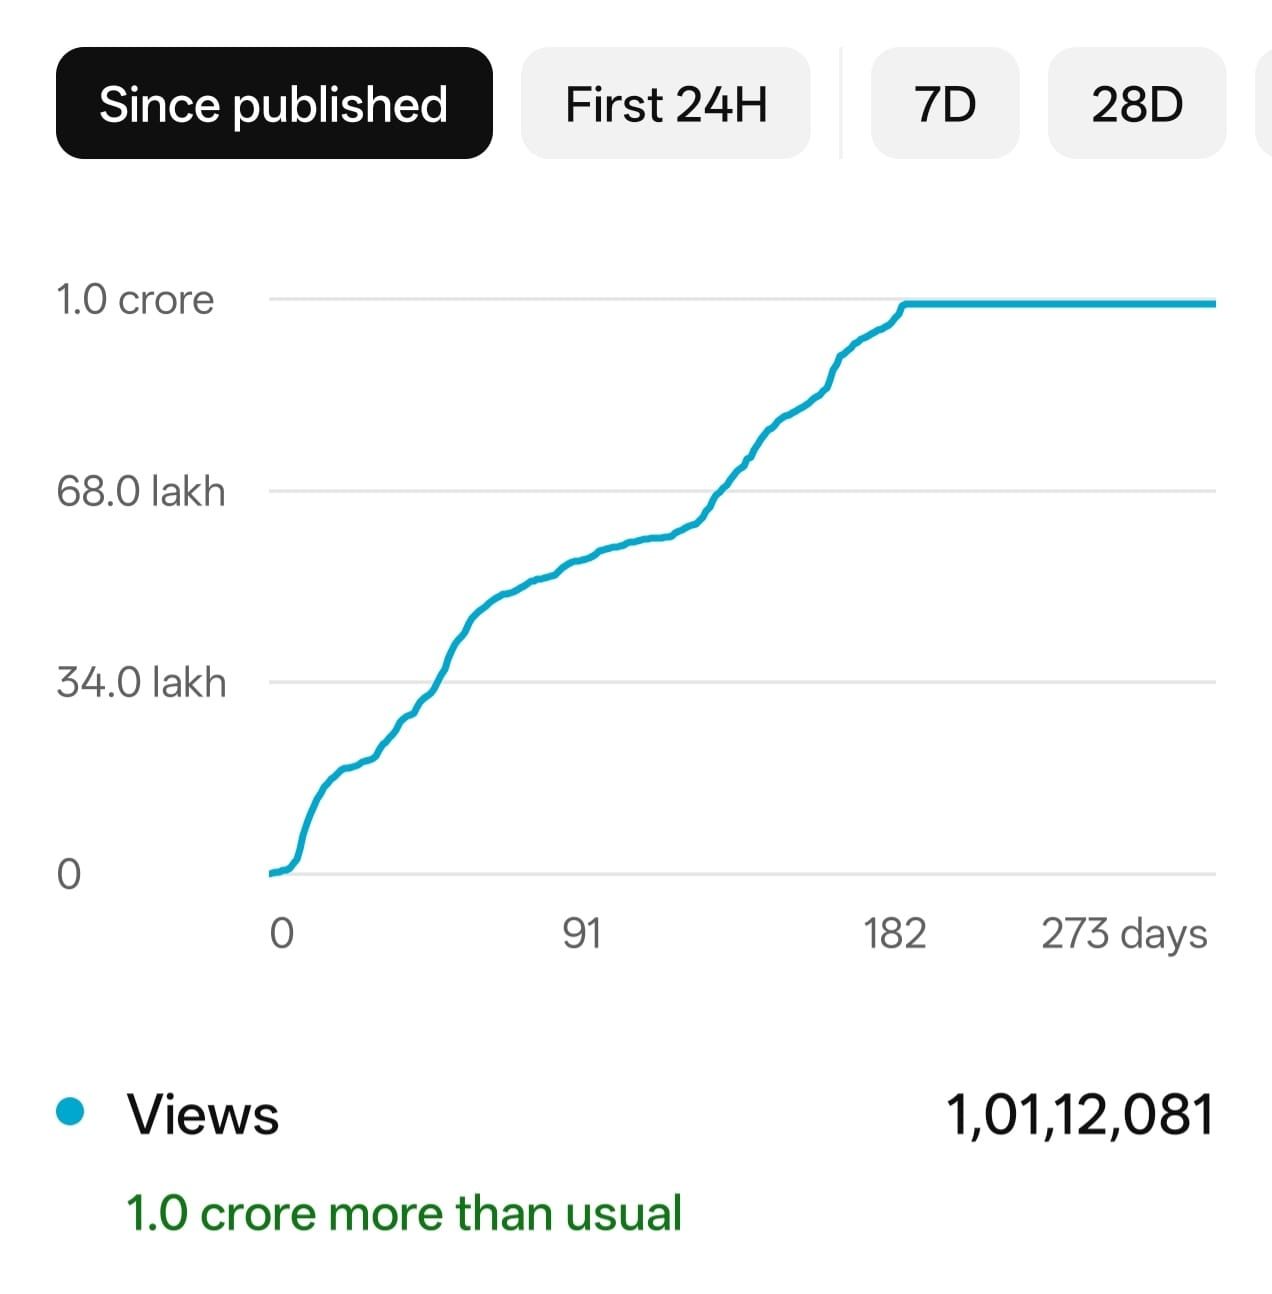 Since published First 24H 7D 28D
1.0 crore
68.0 lakh
34.0 lakh
0
0 91 182 273 days
Views 1,01,12,081
1.0 crore more than usual